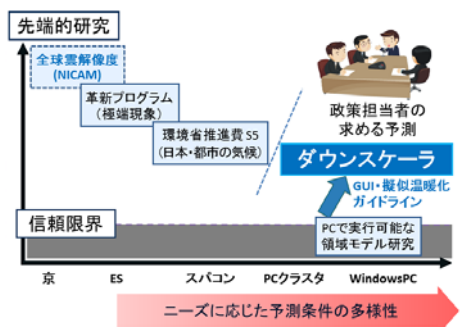 先端的研究
全球雲解像度
(NICAM)
革新プログラム
(極端現象)
環境省推進費 S5
(日本・都市の気候)
政策担当者の
求める予測
ダウンスケーラ
GUI・擬似温暖化
ガイドライン
信頼限界
PCで実行可能な
領域モデル研究
京 ES スパコン PCクラスタ WindowsPC
ニーズに応じた予測条件の多様性